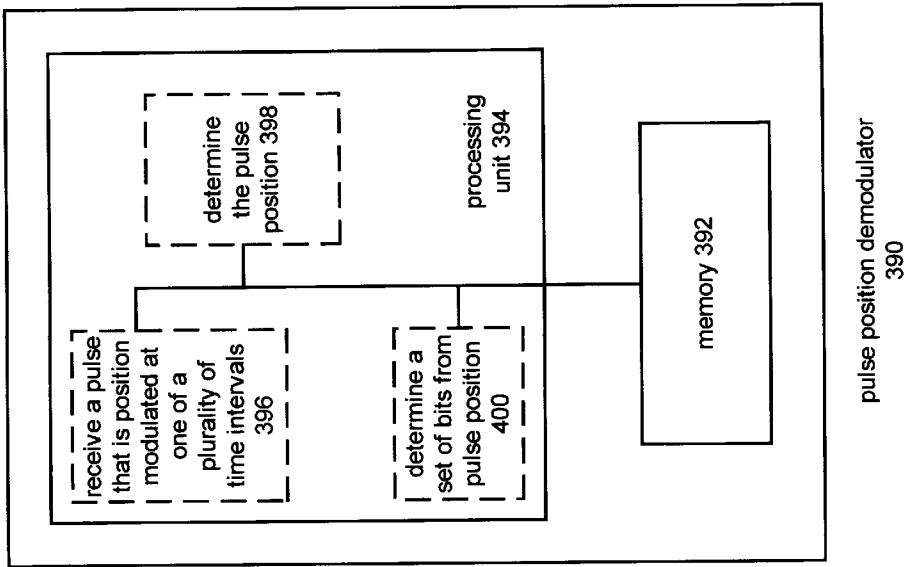 receive a pulse
that is position
modulated at
one of a
plurality of
time intervals
396
determine
the pulse
position 398
determine a
set of bits from
pulse position
400
processing
unit 394
memory 392
pulse position demodulator
390